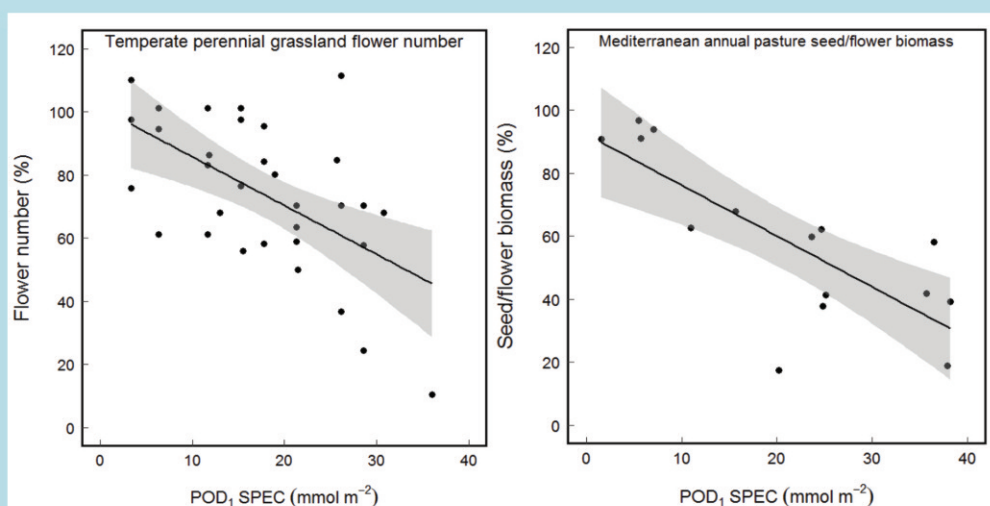 Temperate perennial grassland flower number
120
100
80
60
40
20
0
Flower number (%)
0 10 20 30 40
POD₁ SPEC (mmol m⁻²)
Mediterranean annual pasture seed/flower biomass
120
100
80
60
40
20
0
Seed/flower biomass (%)
0 10 20 30 40
POD₁ SPEC (mmol m⁻²)